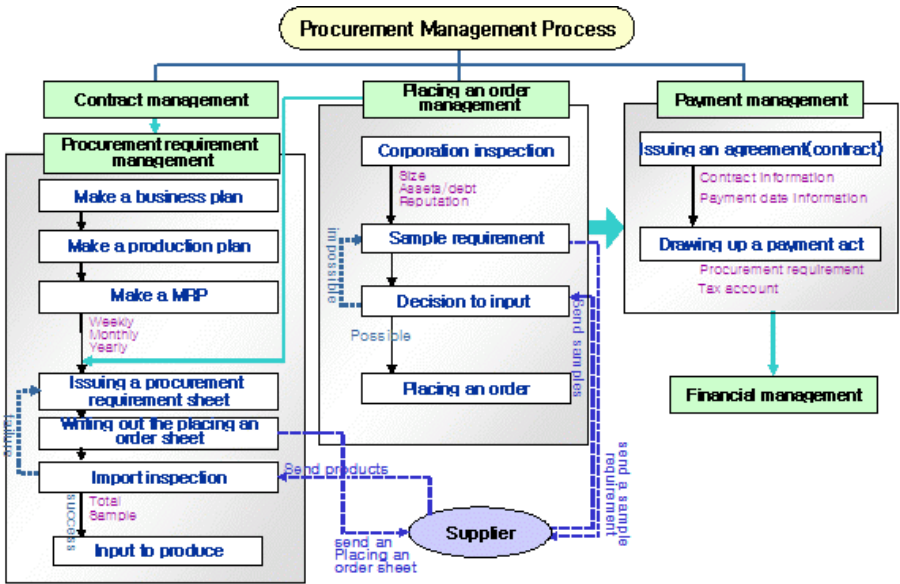 Procurement Management Process
Contract management
Placing an order
management
Payment management
Procurement requirement
management
Make a business plan
Make a production plan
Make a MRP
Weekly
Monthly
Yearly
Issuing a procurement
requirement sheet
Writing out the placing an
order sheet
failure
Import inspection
success
Total
Sample
Input to produce
Corporation inspection
Size
Assets/debt
Reputation
Sample requirement
impossible
Decision to input
Possible
Placing an order
Send samples
send a sample
requirement
Send products
Supplier
send an
Placing an
order sheet
Issuing an agreement(contract)
Contract information
Payment date information
Drawing up a payment act
Procurement requirement
Tax account
Financial management